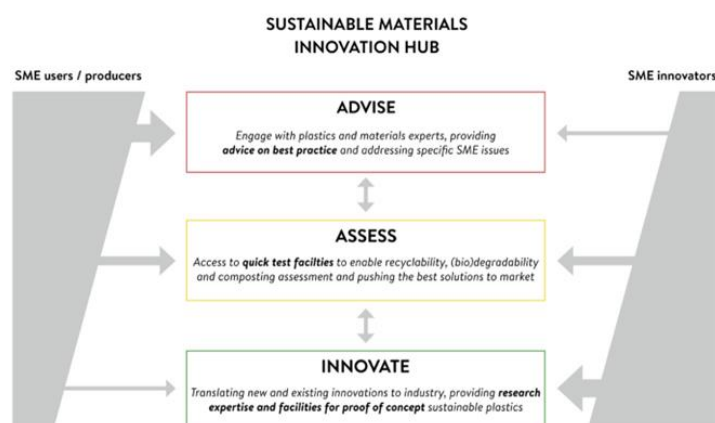 SUSTAINABLE MATERIALS
INNOVATION HUB
SME users / producers
SME innovators
ADVISE
Engage with plastics and materials experts, providing
advice on best practice and addressing specific SME issues
ASSESS
Access to quick test facilties to enable recyclability, (bio)degradability
and composting assessment and pushing the best solutions to market
INNOVATE
Translating new and existing innovations to industry, providing research
expertise and facilities for proof of concept sustainable plastics